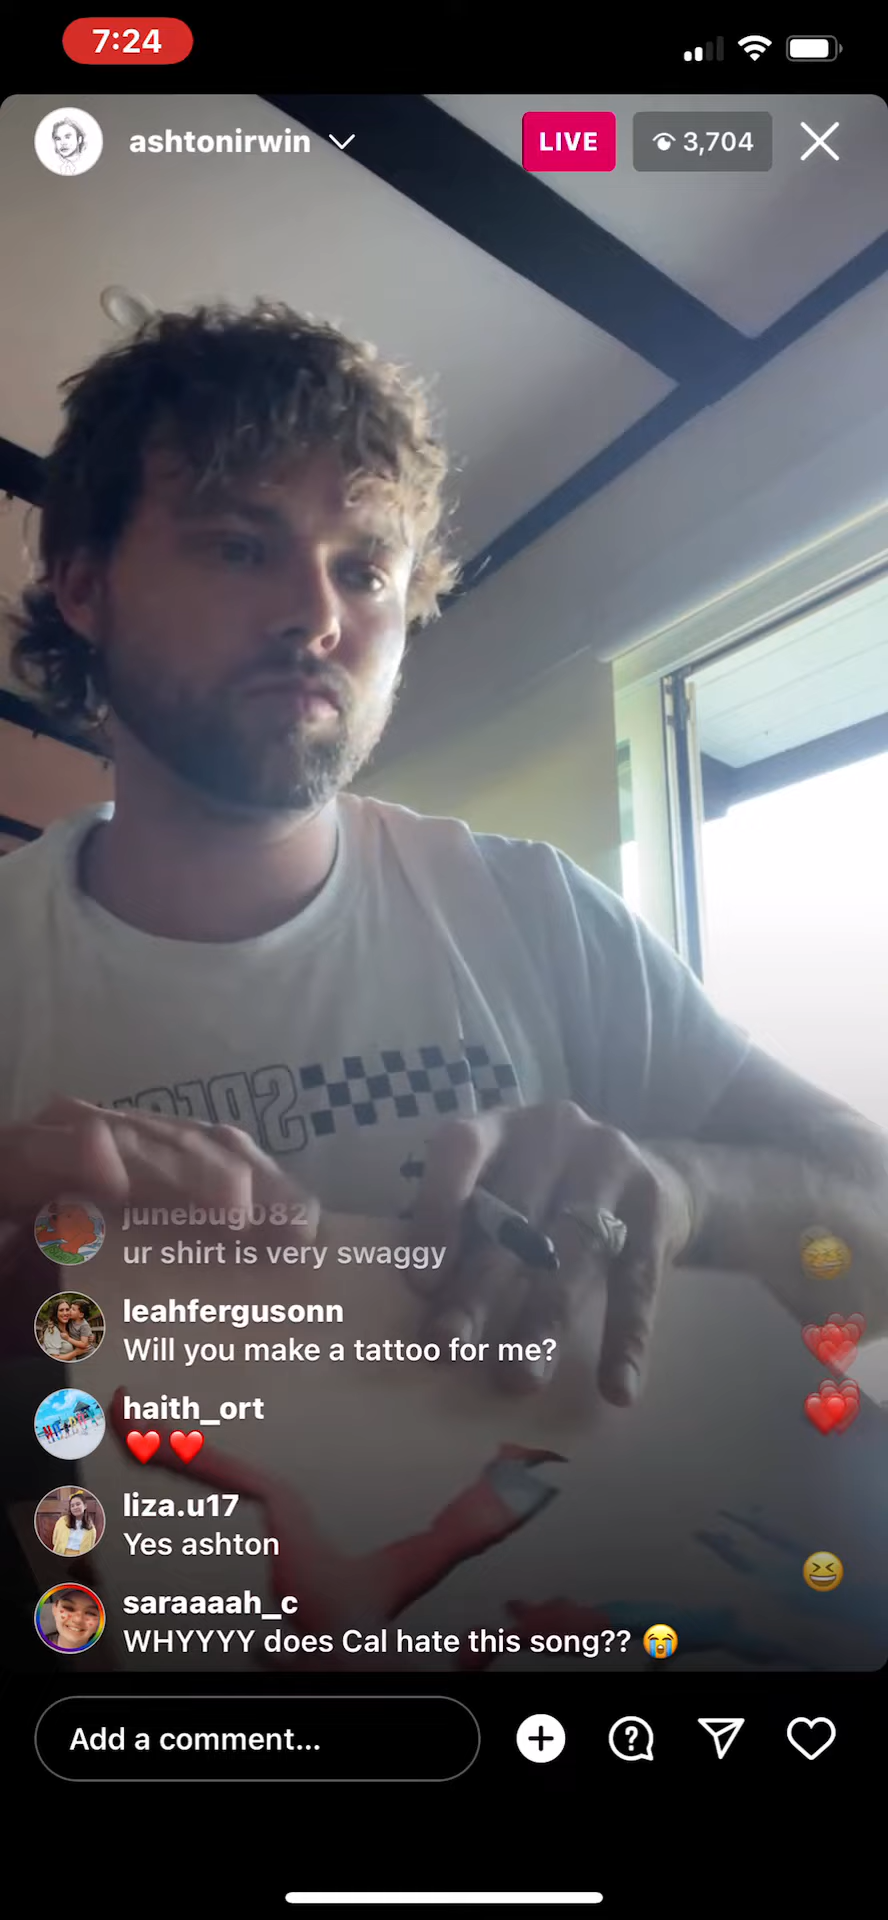 7:24
ashtonirwin
LIVE
3,704
junebug082
ur shirt is very swaggy
leahfergusonn
Will you make a tattoo for me?
haith_ort
❤️ ❤️
liza.u17
Yes ashton
saraaaah_c
WHYYYY does Cal hate this song?? 😭
Add a comment...